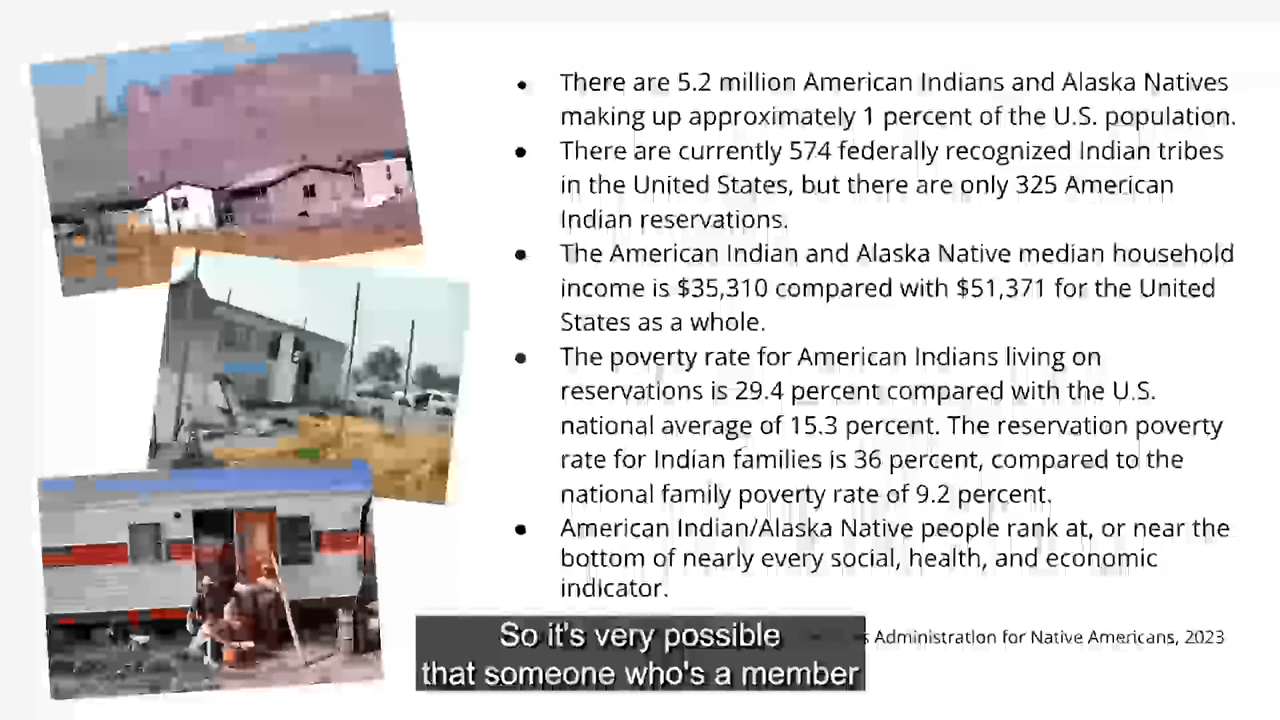 • There are 5.2 million American Indians and Alaska Natives
making up approximately 1 percent of the U.S. population.
• There are currently 574 federally recognized Indian tribes
in the United States, but there are only 325 American
Indian reservations.
• The American Indian and Alaska Native median household
income is $35,310 compared with $51,371 for the United
States as a whole.
• The poverty rate for American Indians living on
reservations is 29.4 percent compared with the U.S.
national average of 15.3 percent. The reservation poverty
rate for Indian families is 36 percent, compared to the
national family poverty rate of 9.2 percent.
• American Indian/Alaska Native people rank at, or near the
bottom of nearly every social, health, and economic
indicator.
Administration for Native Americans, 2023
So it's very possible
that someone who's a member